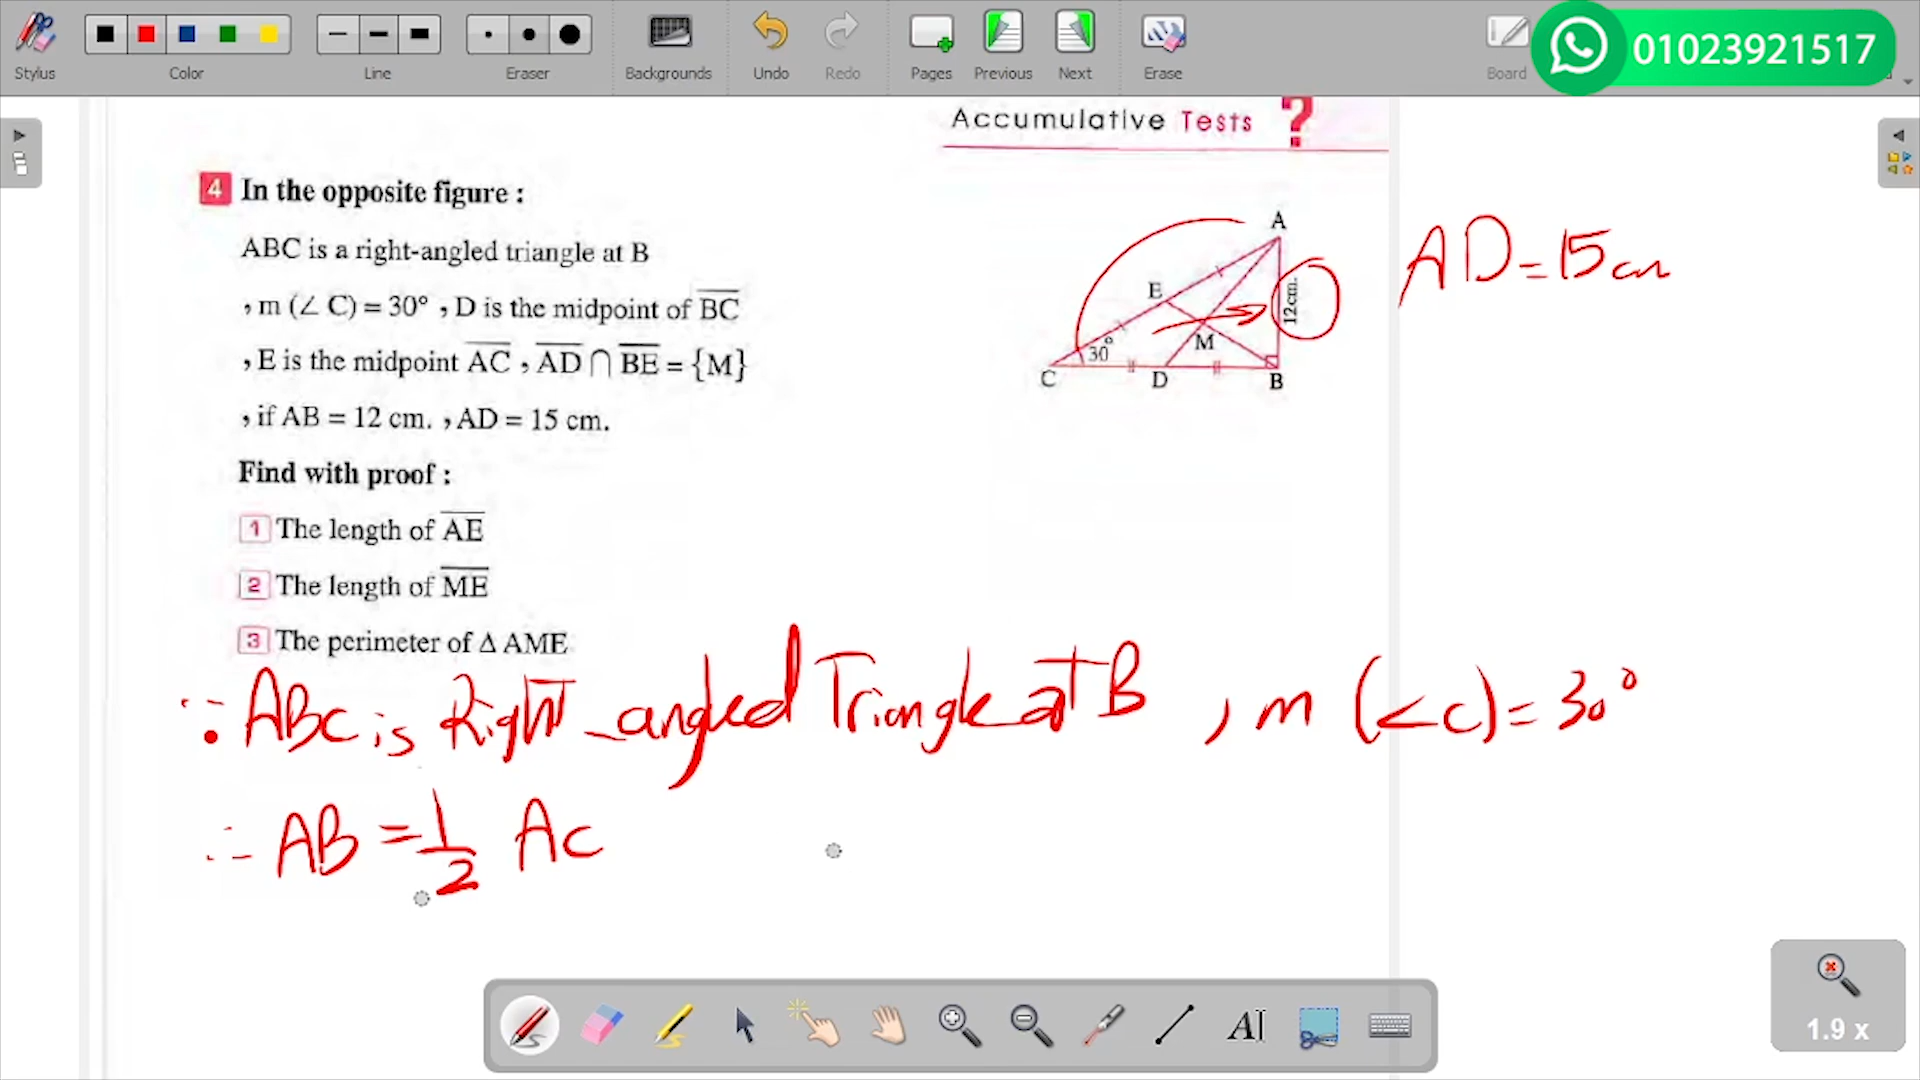 Stylus
Color
Line
Eraser
Backgrounds
Undo
Redo
Pages
Previous
Next
Erase
Board
01023921517
Accumulative Tests ?
4 In the opposite figure :
ABC is a right-angled triangle at B
, m (∠ C) = 30° , D is the midpoint of BC
, E is the midpoint AC , AD ∩ BE = {M}
, if AB = 12 cm. , AD = 15 cm.
Find with proof :
1 The length of AE
2 The length of ME
3 The perimeter of Δ AME
A
E
12cm.
30°
M
C
D
B
AD = 15 cm
∵ ABC is Right-angled Triangle at B , m (<C) = 30°
∴ AB = 1/2 AC
AI
1.9 x